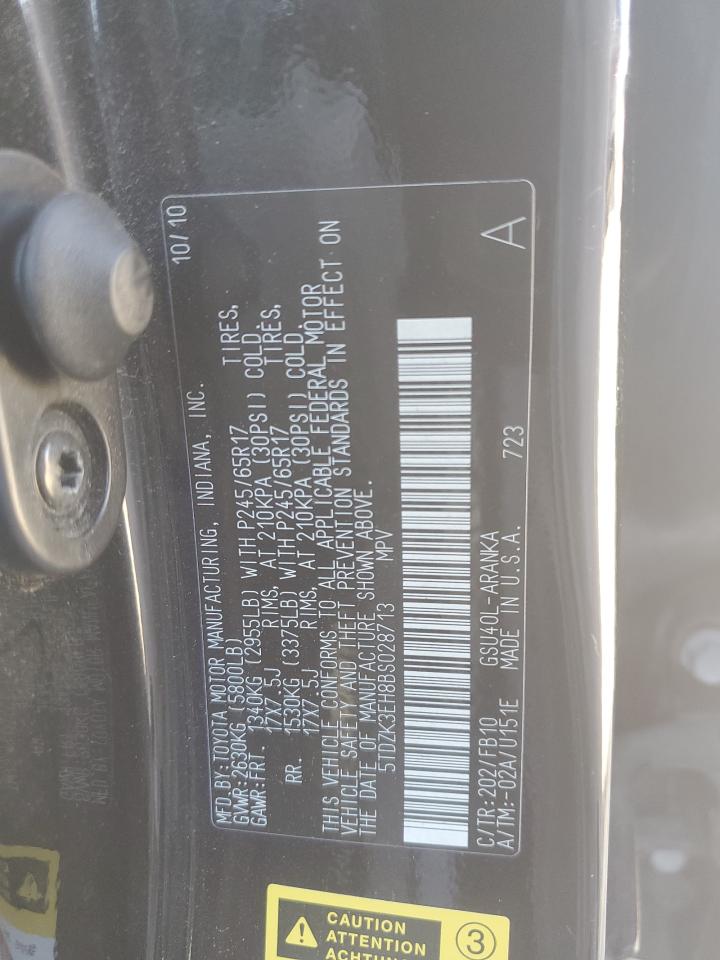 MFD.BY:TOYOTA MOTOR MANUFACTURING, INDIANA, INC. 10/10
GVWR:2630KG (5800LB)
GAWR:FRT. 1340KG (2955LB) WITH P245/65R17 TIRES,
17X7.5J RIMS, AT 210KPA (30PSI) COLD
RR. 1530KG (3375LB) WITH P245/65R17 TIRES,
17X7.5J RIMS, AT 210KPA (30PSI) COLD.
THIS VEHICLE CONFORMS TO ALL APPLICABLE FEDERAL MOTOR
VEHICLE SAFETY AND THEFT PREVENTION STANDARDS IN EFFECT ON
THE DATE OF MANUFACTURE SHOWN ABOVE.
5TDZK3EH8BS028713 MPV
C/TR:202/FB10 GSU40L-ARANKA 723
A/TM:-02A/U151E MADE IN U.S.A. A
CAUTION
ATTENTION
ACHTUN
3